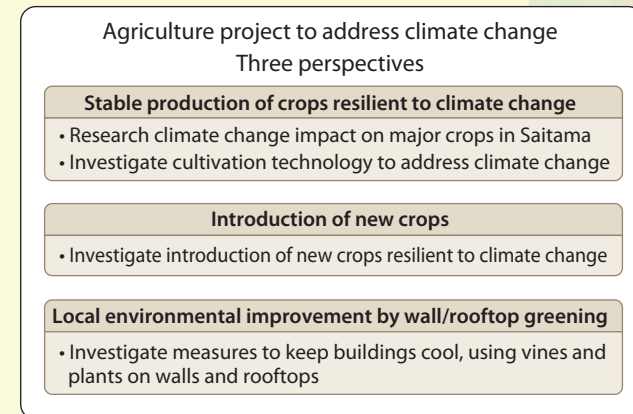 Agriculture project to address climate change
Three perspectives
Stable production of crops resilient to climate change
• Research climate change impact on major crops in Saitama
• Investigate cultivation technology to address climate change
Introduction of new crops
• Investigate introduction of new crops resilient to climate change
Local environmental improvement by wall/rooftop greening
• Investigate measures to keep buildings cool, using vines and
plants on walls and rooftops